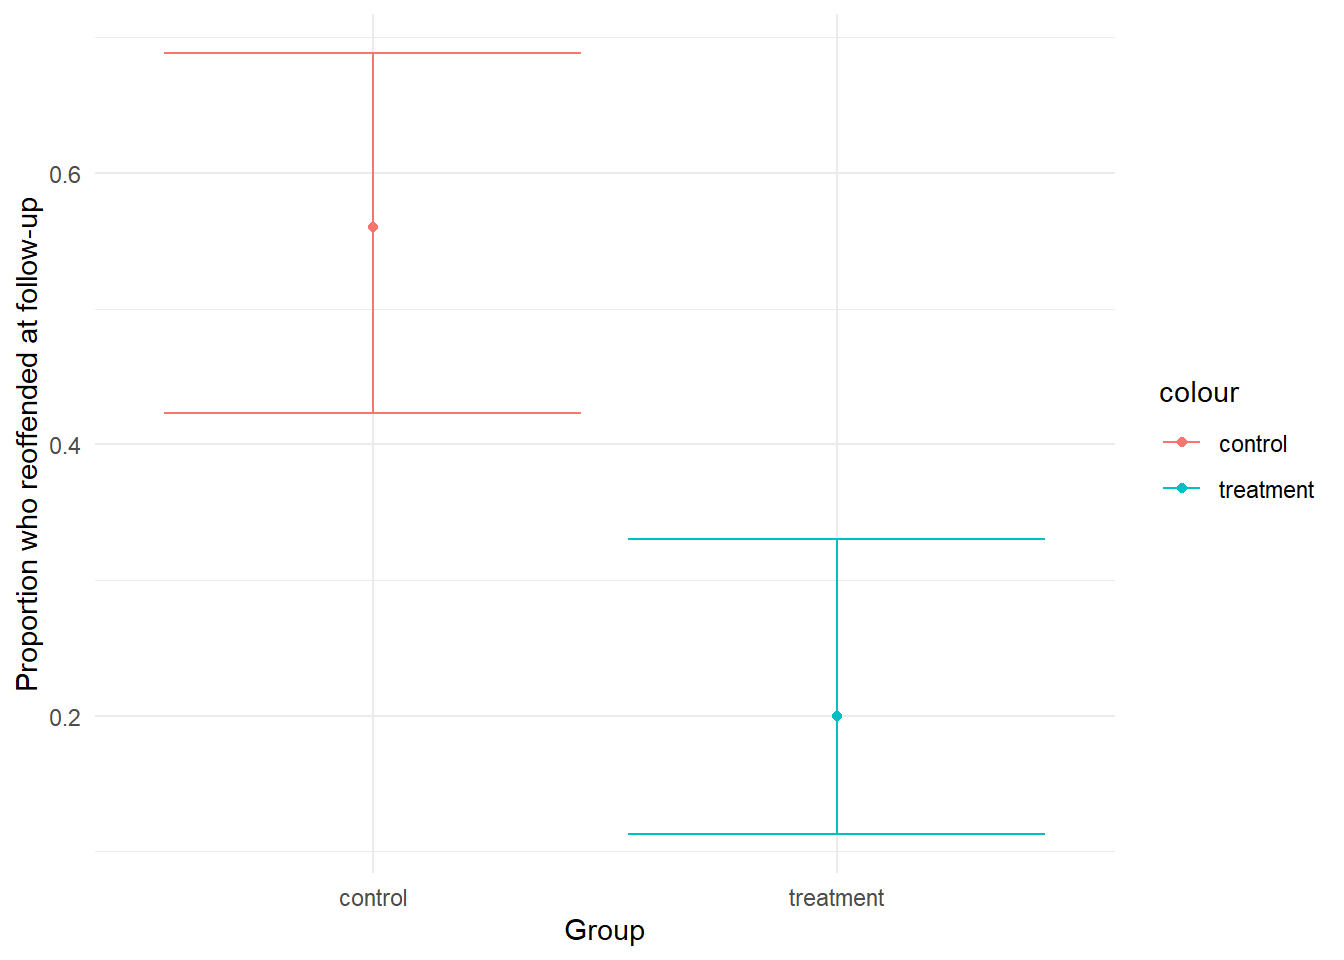 Proportion who reoffended at follow-up
0.6
0.4
0.2
control
treatment
Group
colour
control
treatment